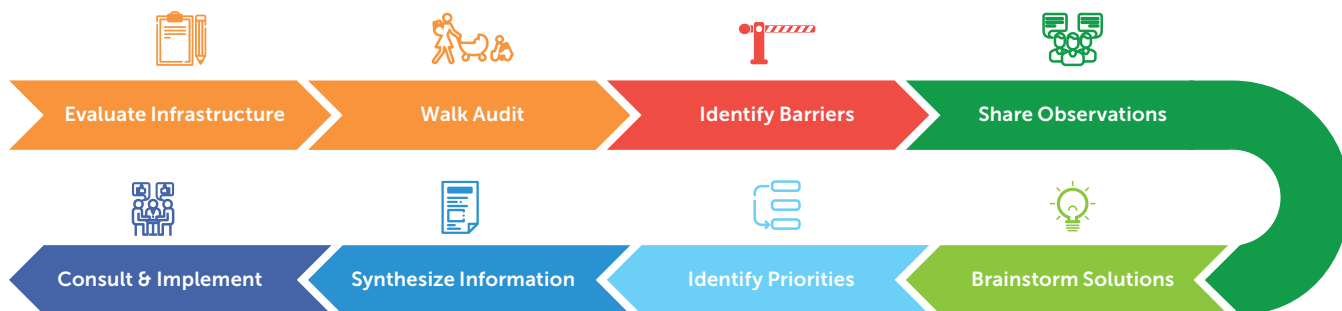 Evaluate Infrastructure
Walk Audit
Identify Barriers
Share Observations
Brainstorm Solutions
Identify Priorities
Synthesize Information
Consult & Implement